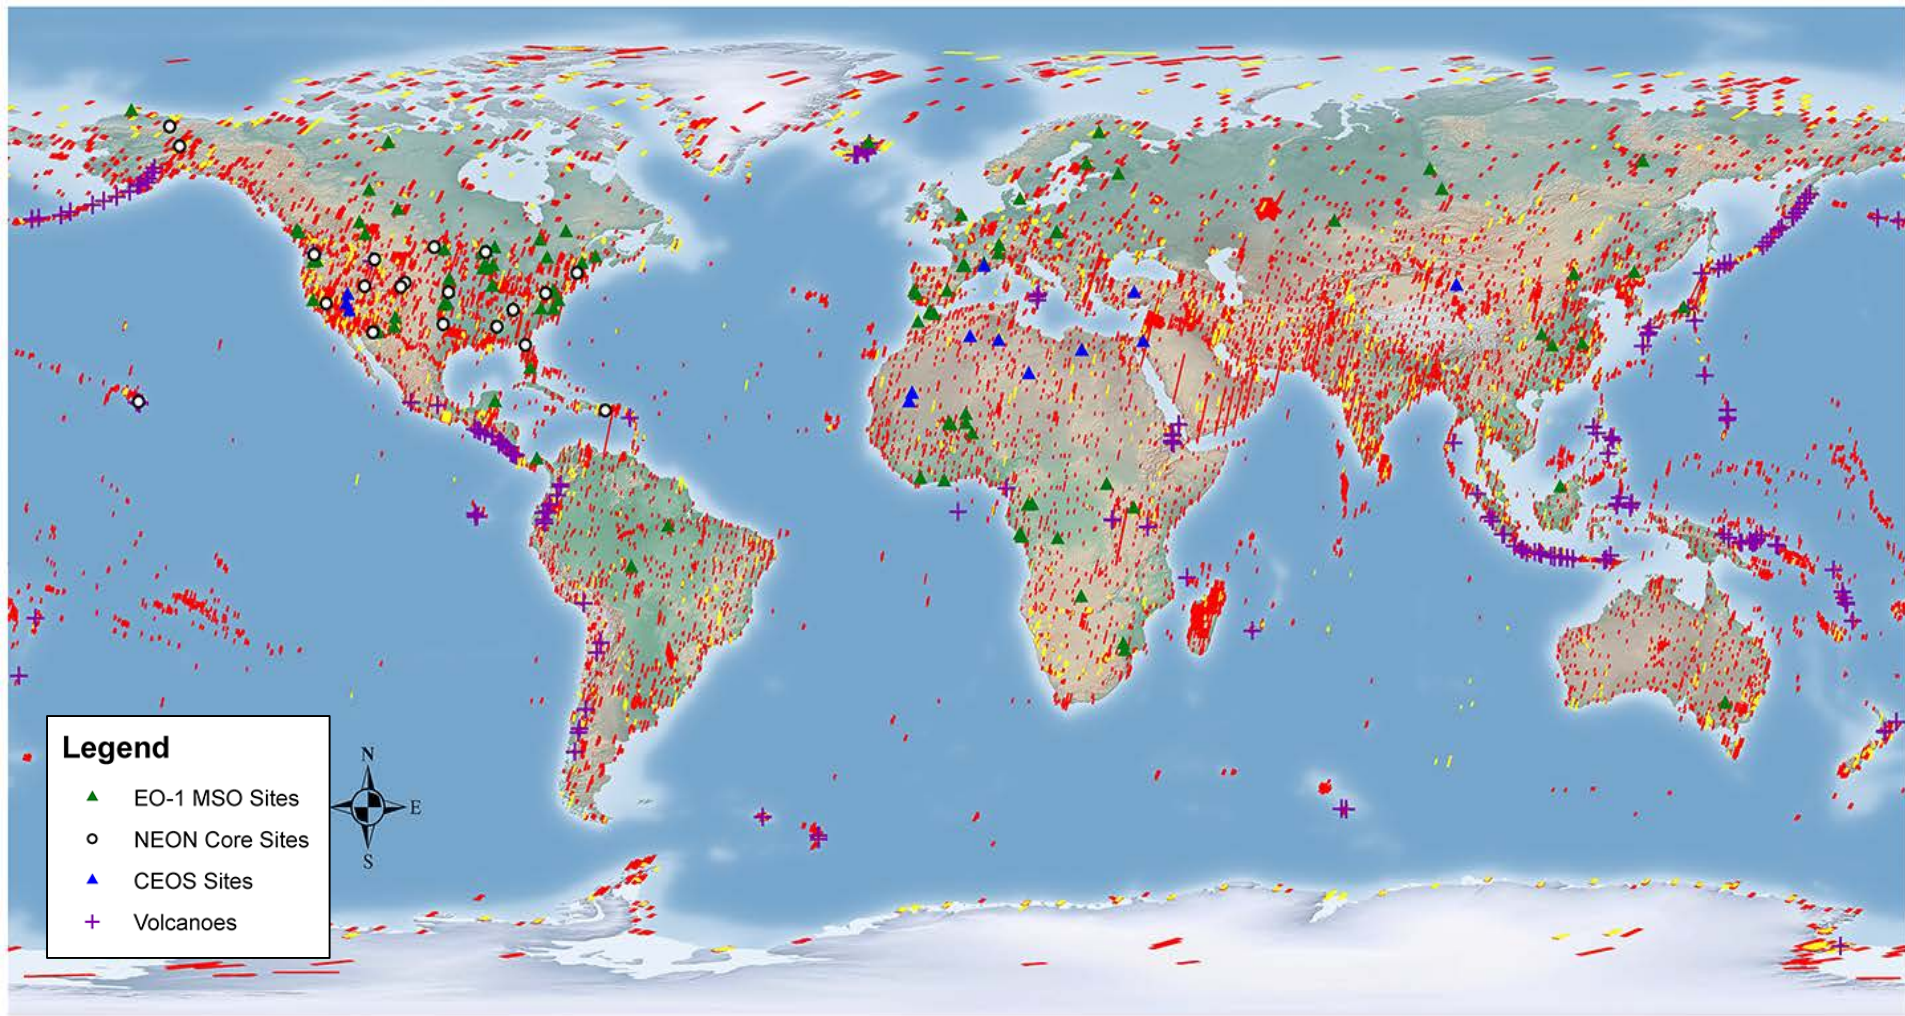 Legend
EO-1 MSO Sites
NEON Core Sites
CEOS Sites
Volcanoes
N
E
S